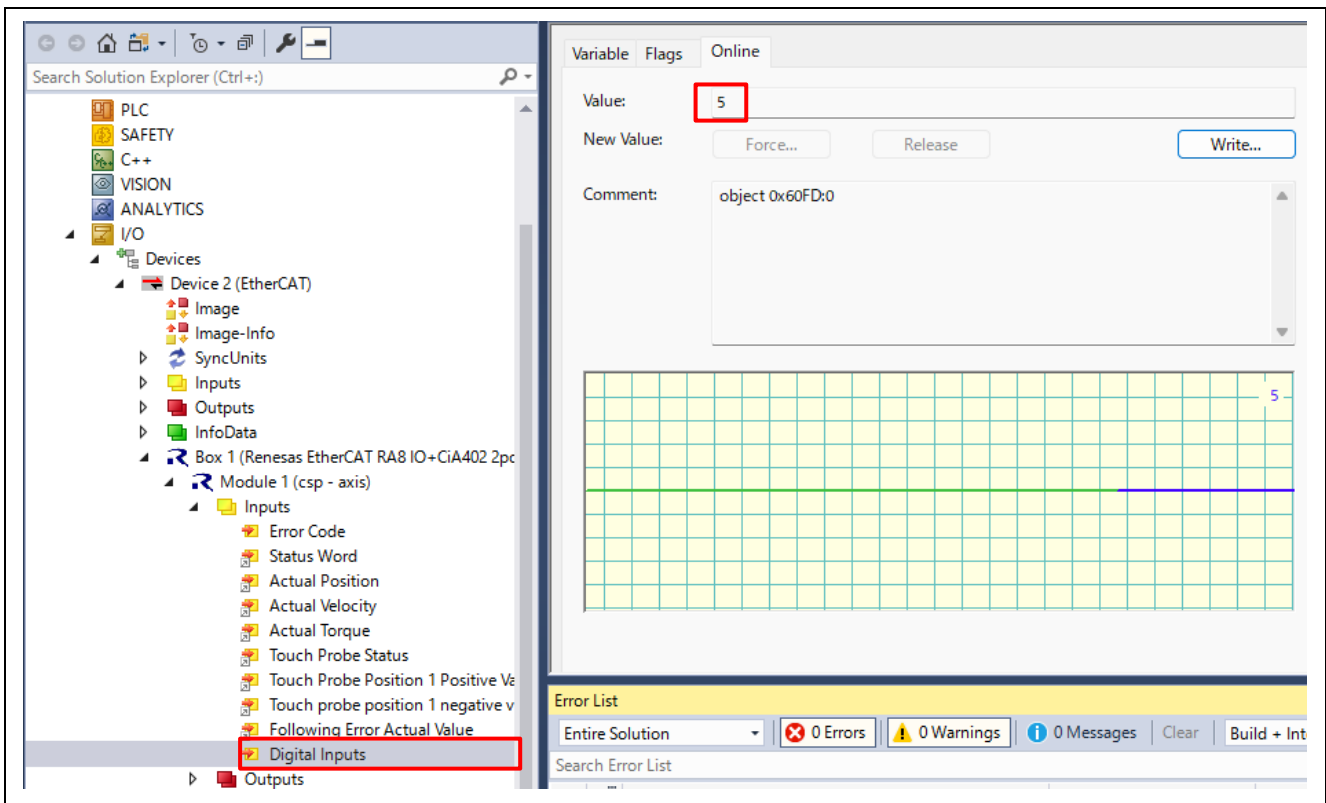 Search Solution Explorer (Ctrl+:)
PLC
SAFETY
C++
VISION
ANALYTICS
I/O
Devices
Device 2 (EtherCAT)
Image
Image-Info
SyncUnits
Inputs
Outputs
InfoData
Box 1 (Renesas EtherCAT RA8 IO+CiA402 2po
Module 1 (csp - axis)
Inputs
Error Code
Status Word
Actual Position
Actual Velocity
Actual Torque
Touch Probe Status
Touch Probe Position 1 Positive Va
Touch probe position 1 negative v
Following Error Actual Value
Digital Inputs
Outputs
Variable Flags Online
Value: 5
New Value: Force... Release Write...
Comment: object 0x60FD:0
5
Error List
Entire Solution 0 Errors 0 Warnings 0 Messages Clear Build + Int
Search Error List